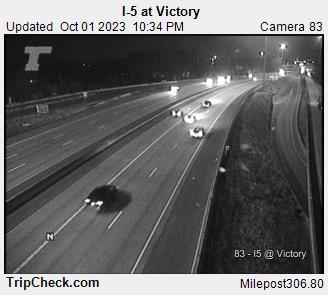 I-5 at Victory
Updated Oct 01 2023 10:34 PM Camera 83
N
83 - I5 @ Victory
TripCheck.com Milepost306.80